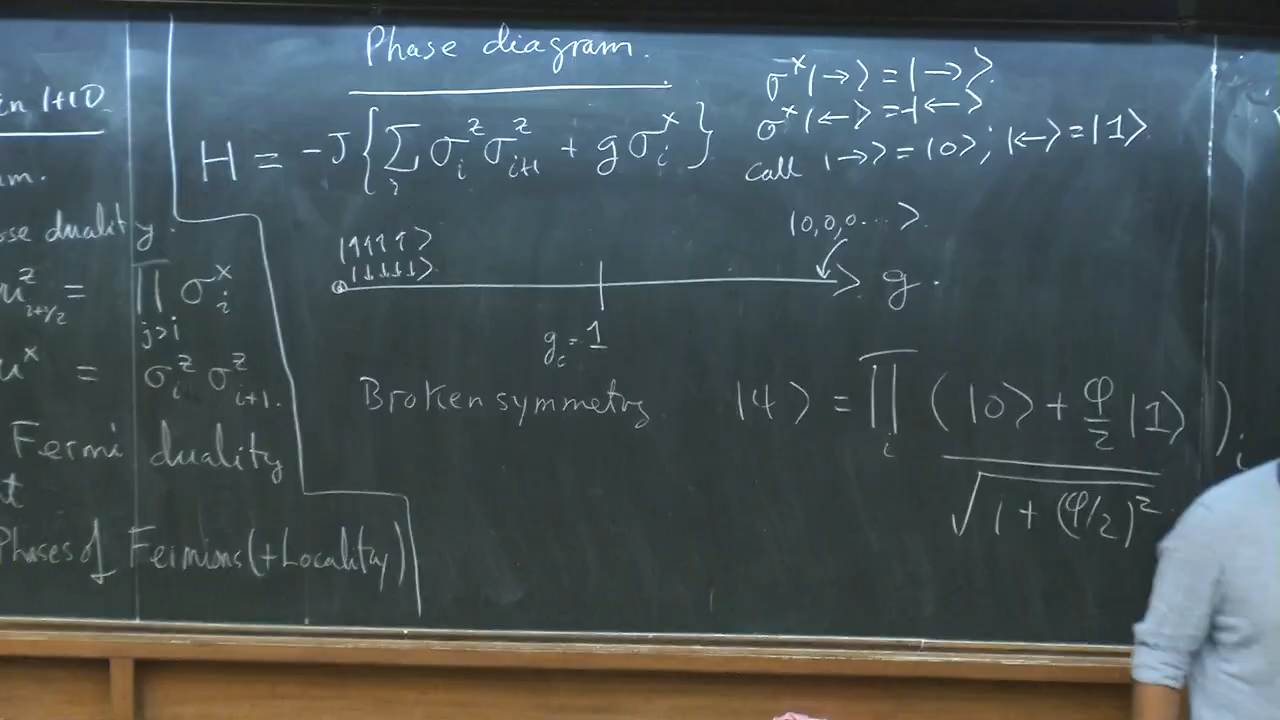 in 1+1D
duality.
μ^z_{i+1/2} = ∏_{j>i} σ^x_i
μ^x = σ^z_i σ^z_{i+1}.
Fermi duality
Phases of Fermions (+Locality)
Phase diagram.
H = -J{∑_i σ^z_i σ^z_{i+1} + g σ^x_i}
σ^x|→> = |→>
σ^x|←> = -|←>
call |→> = |0>; |←> = |1>
|↑↑↑↑>
|↓↓↓↓↓>
|0,0,0...>
g.
g_c = 1
Broken symmetry
|ψ> = ∏_i ( |0> + φ/2 |1> )_i
√1 + (φ/2)^2